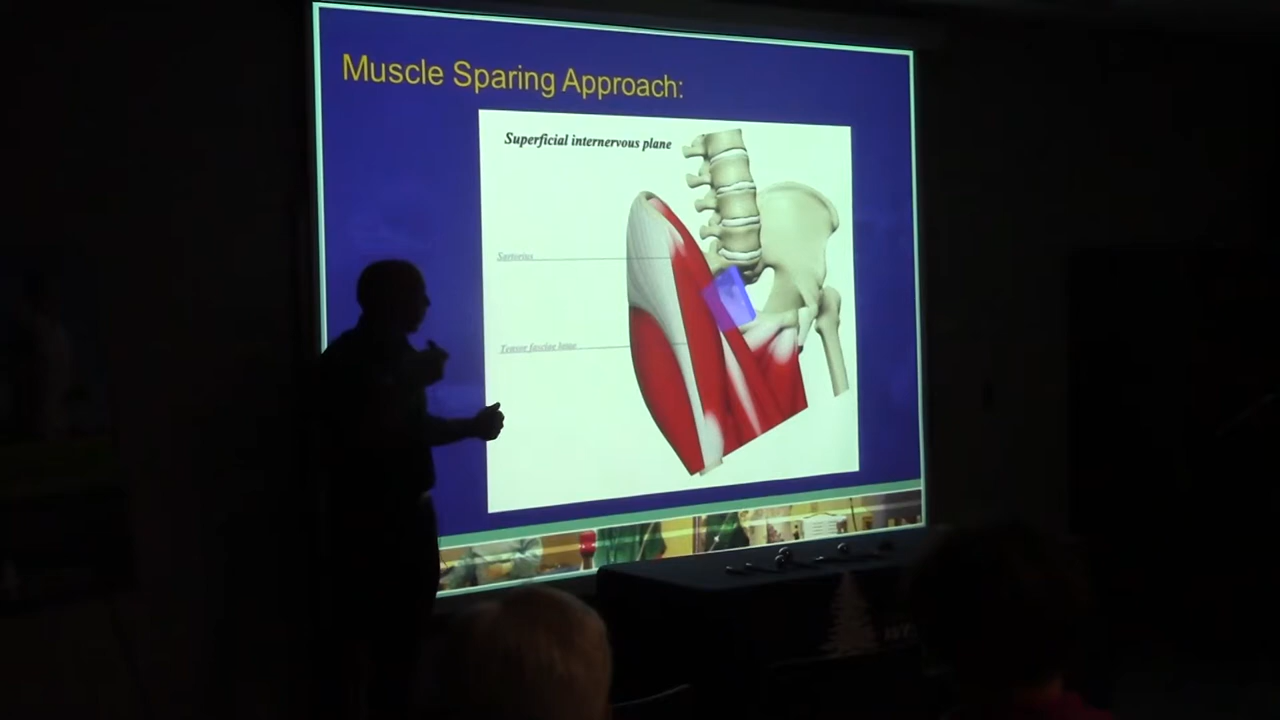 Muscle Sparing Approach:
Superficial internervous plane
Sartorius
Tensor fasciae latae